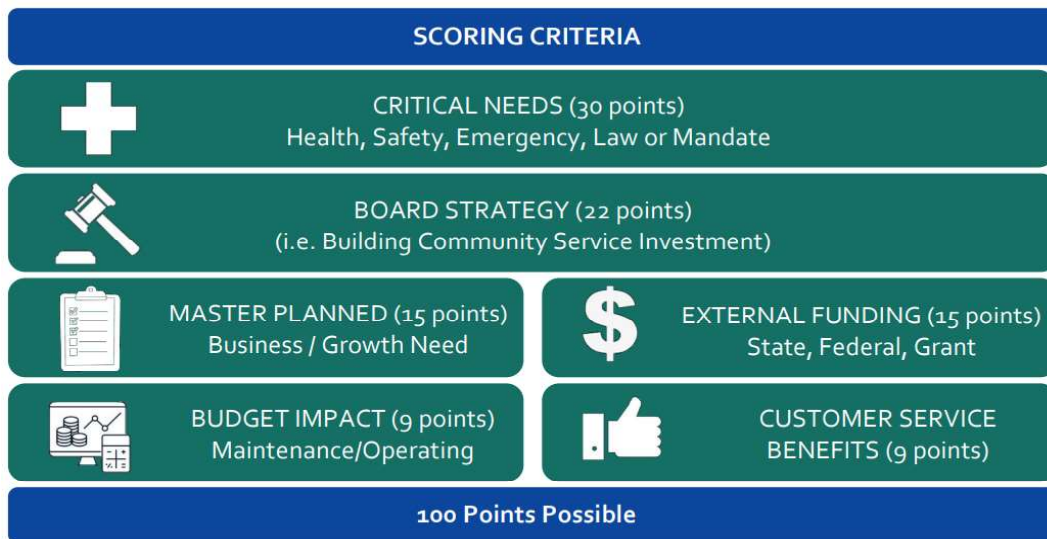 SCORING CRITERIA
CRITICAL NEEDS (30 points)
Health, Safety, Emergency, Law or Mandate
BOARD STRATEGY (22 points)
(i.e. Building Community Service Investment)
MASTER PLANNED (15 points)
Business / Growth Need
EXTERNAL FUNDING (15 points)
State, Federal, Grant
BUDGET IMPACT (9 points)
Maintenance/Operating
CUSTOMER SERVICE
BENEFITS (9 points)
100 Points Possible